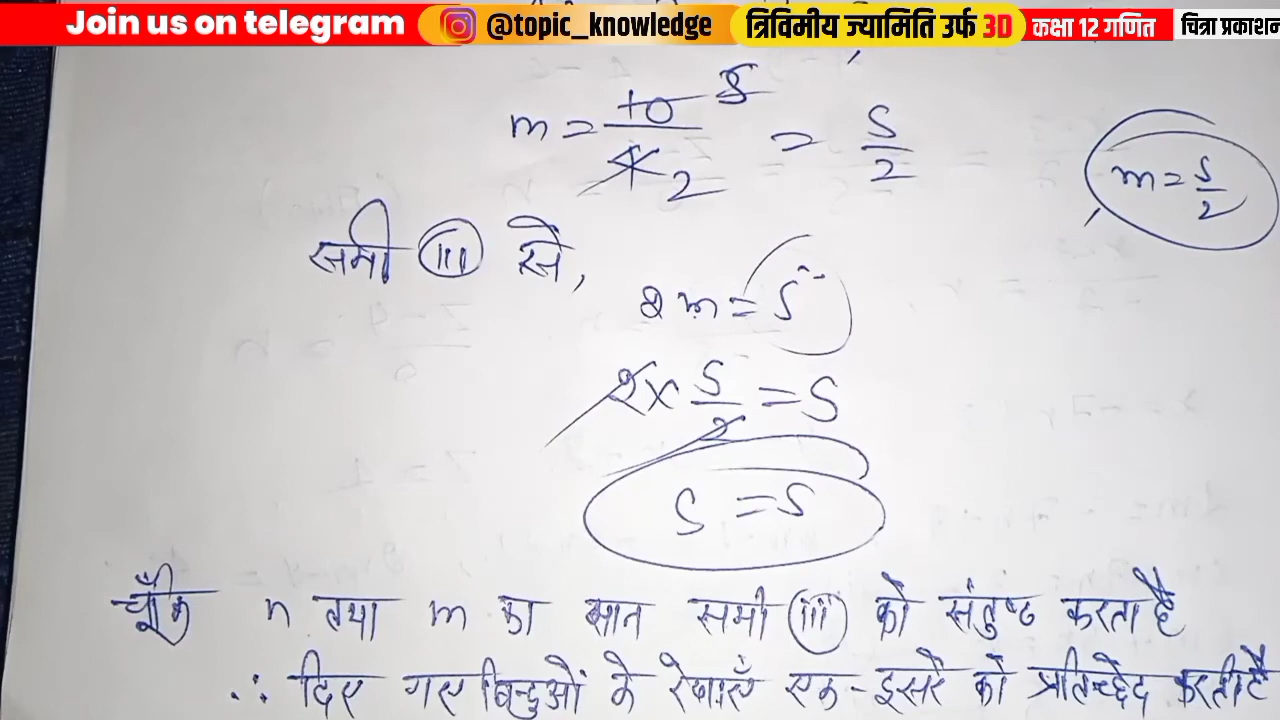 Join us on telegram @topic_knowledge त्रिविमीय ज्यामिति उर्फ 3D कक्षा 12 गणित चित्रा प्रकाशन
m = 10 5 / 4 2 = 5/2
m = 5/2
समी (iii) से,
2m = 5
2 x 5/2 = 5
5 = 5
चूँकि n तथा m का मान समी (iii) को संतुष्ट करता है
∴ दिए गए बिन्दुओं के रेखाएँ एक-दूसरे को प्रतिच्छेद करती है